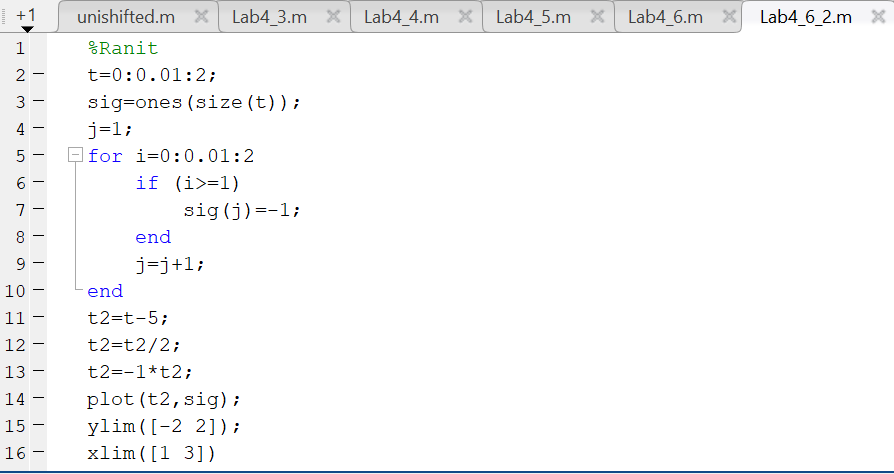 +1 unishifted.m Lab4_3.m Lab4_4.m Lab4_5.m Lab4_6.m Lab4_6_2.m
1 %Ranit
2 t=0:0.01:2;
3 sig=ones(size(t));
4 j=1;
5 for i=0:0.01:2
6 if (i>=1)
7 sig(j)=-1;
8 end
9 j=j+1;
10 end
11 t2=t-5;
12 t2=t2/2;
13 t2=-1*t2;
14 plot(t2,sig);
15 ylim([-2 2]);
16 xlim([1 3])